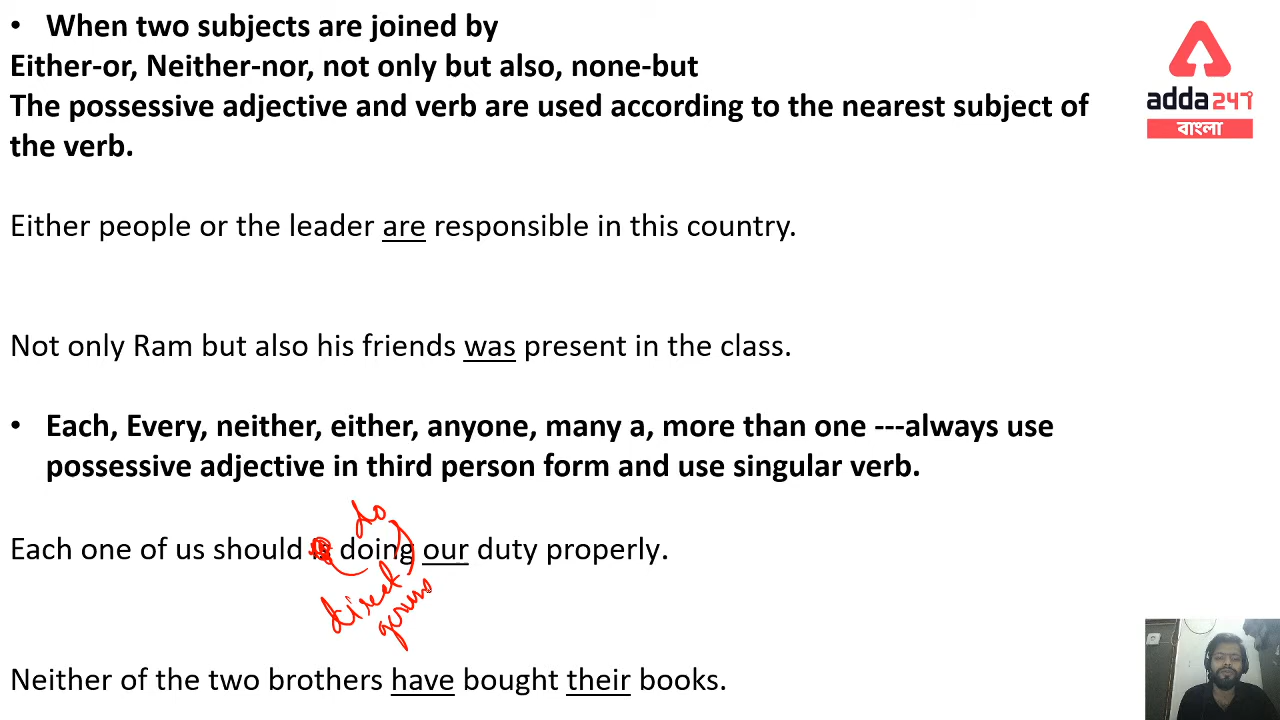 • When two subjects are joined by
Either-or, Neither-nor, not only but also, none-but
The possessive adjective and verb are used according to the nearest subject of
the verb.
adda247
বাংলা
Either people or the leader are responsible in this country.
Not only Ram but also his friends was present in the class.
• Each, Every, neither, either, anyone, many a, more than one ---always use
possessive adjective in third person form and use singular verb.
do
Each one of us should is doing our duty properly.
direct
Neither of the two brothers have bought their books.